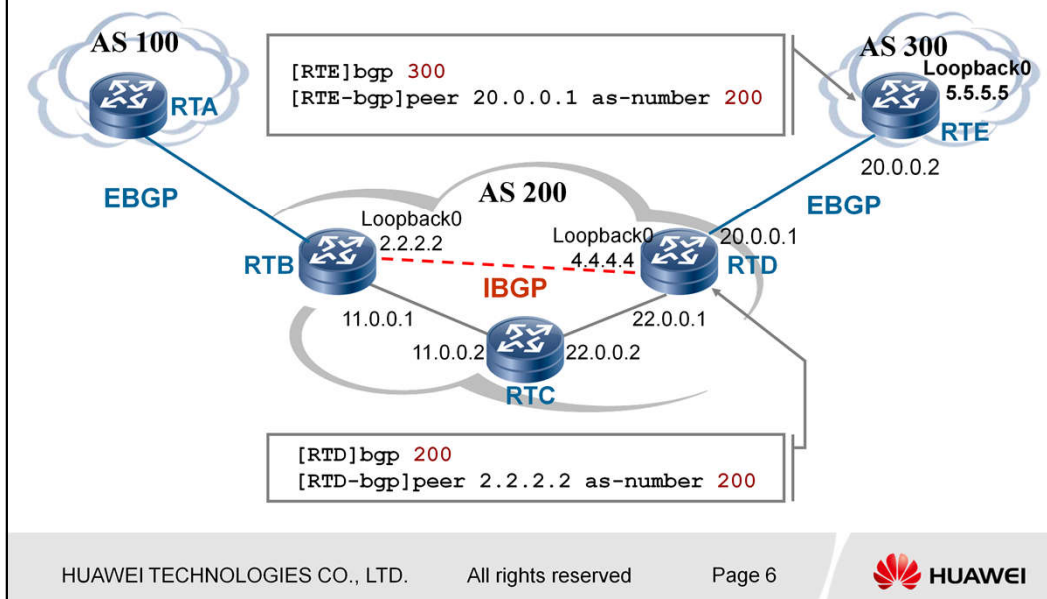 AS 100
RTA
[RTE]bgp 300
[RTE-bgp]peer 20.0.0.1 as-number 200
AS 300
Loopback0
5.5.5.5
RTE
20.0.0.2
EBGP
AS 200
EBGP
Loopback0
2.2.2.2
RTB
Loopback0
4.4.4.4
20.0.0.1
RTD
IBGP
11.0.0.1
22.0.0.1
11.0.0.2
22.0.0.2
RTC
[RTD]bgp 200
[RTD-bgp]peer 2.2.2.2 as-number 200
HUAWEI TECHNOLOGIES CO., LTD.
All rights reserved
Page 6
HUAWEI